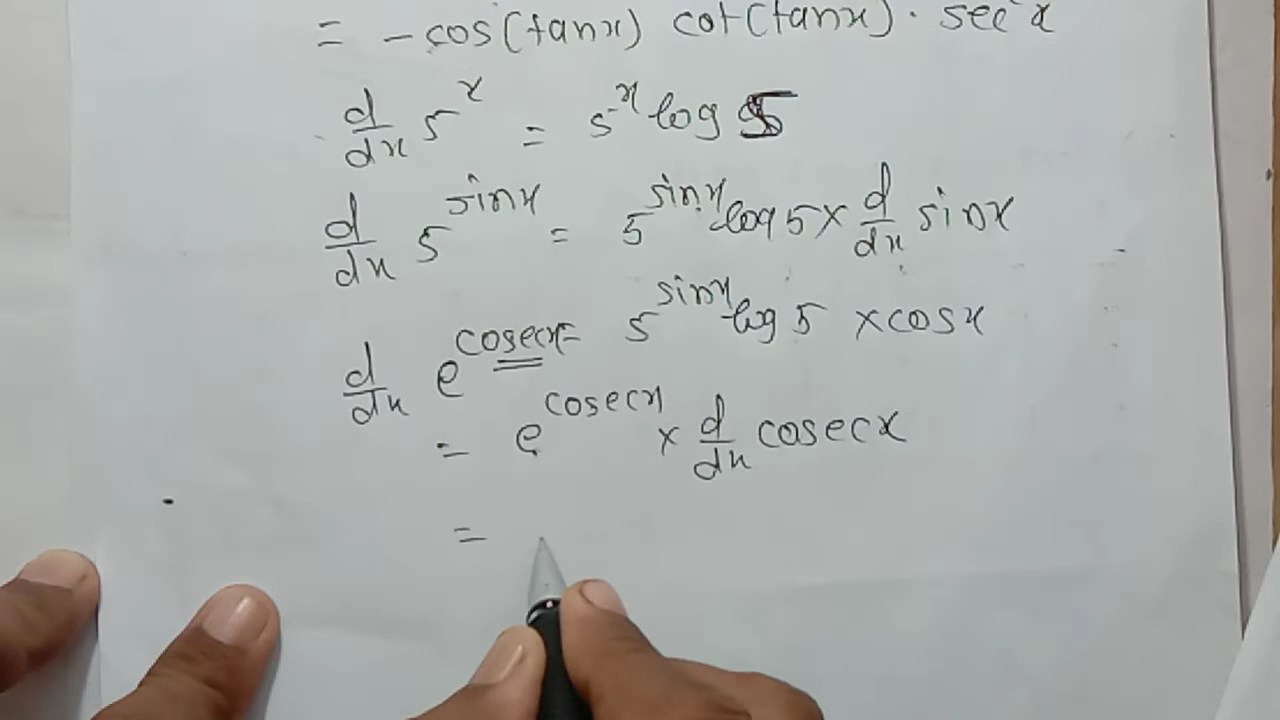 = - cos(tanx) cot(tanx) · sec²x
d/dx 5^x = 5^x log 5
d/dx 5^sinx = 5^sinx log 5 × d/dx sinx
= 5^sinx log 5 × cosx
d/dx e^cosecx
= e^cosecx × d/dx cosecx
=